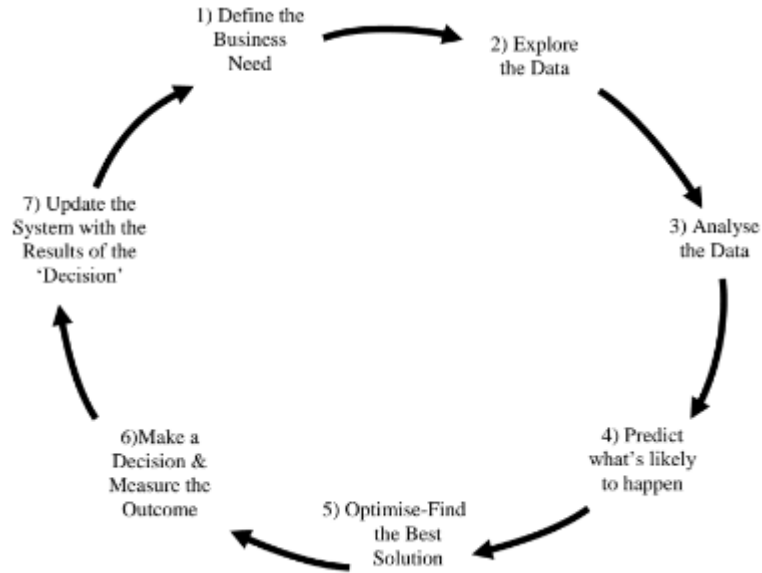 1) Define the
Business
Need
2) Explore
the Data
3) Analyse
the Data
4) Predict
what's likely
to happen
5) Optimise-Find
the Best
Solution
6)Make a
Decision &
Measure the
Outcome
7) Update the
System with the
Results of the
‘Decision’